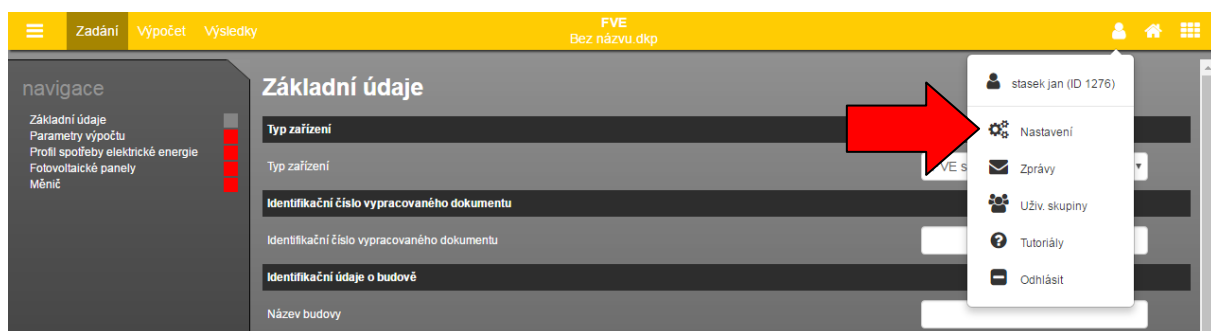 Zadání Výpočet Výsledky
FVE
Bez názvu.dkp
navigace
Základní údaje
Parametry výpočtu
Profil spotřeby elektrické energie
Fotovoltaické panely
Měnič
Základní údaje
Typ zařízení
Typ zařízení
VE s
Identifikační číslo vypracovaného dokumentu
Identifikační číslo vypracovaného dokumentu
Identifikační údaje o budově
Název budovy
stasek jan (ID 1276)
Nastavení
Zprávy
Uživ. skupiny
Tutoriály
Odhlásit